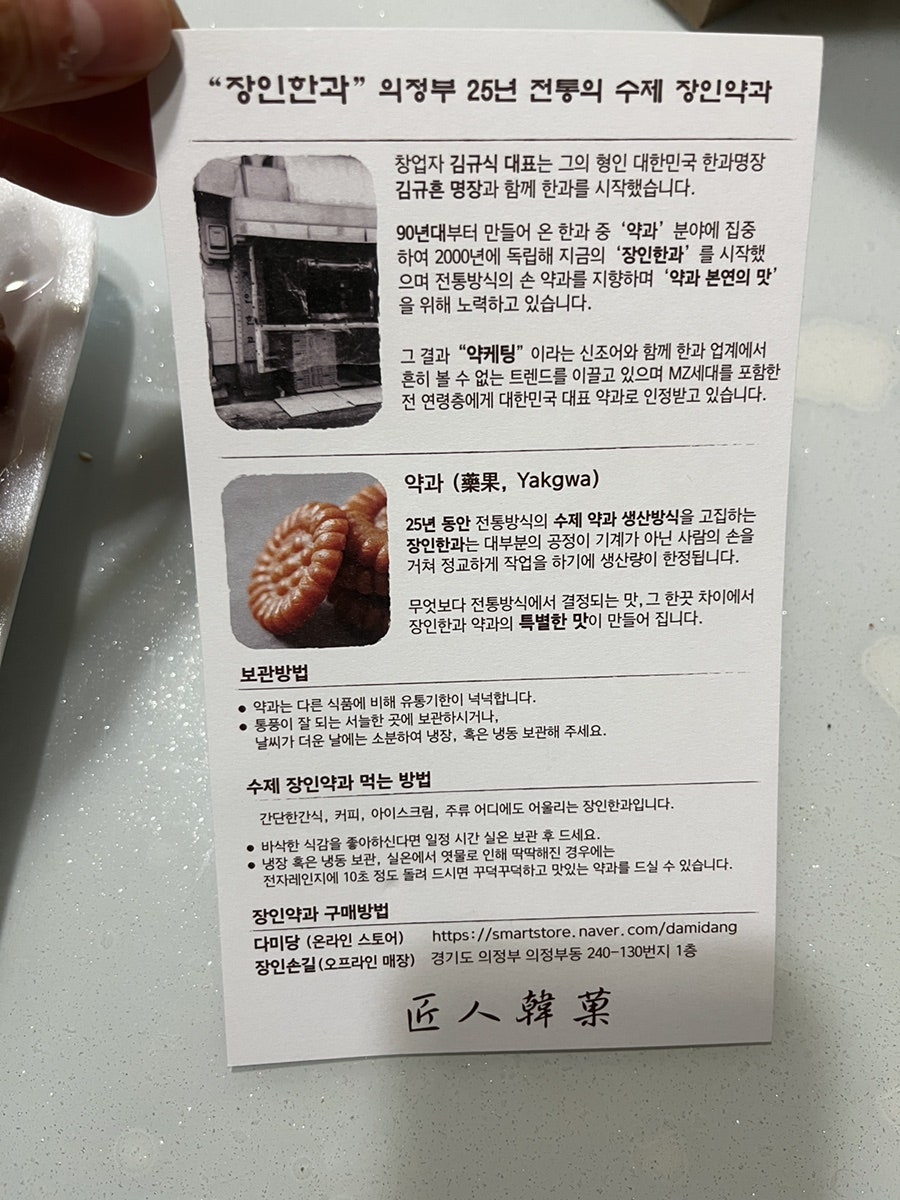 “장인한과” 의정부 25년 전통의 수제 장인약과
창업자 김규식 대표는 그의 형인 대한민국 한과명장
김규흔 명장과 함께 한과를 시작했습니다.
90년대부터 만들어 온 한과 중 ‘약과’ 분야에 집중
하여 2000년에 독립해 지금의 ‘장인한과’ 를 시작했
으며 전통방식의 손 약과를 지향하며 ‘약과 본연의 맛’
을 위해 노력하고 있습니다.
그 결과 “약케팅” 이라는 신조어와 함께 한과 업계에서
흔히 볼 수 없는 트렌드를 이끌고 있으며 MZ세대를 포함한
전 연령층에게 대한민국 대표 약과로 인정받고 있습니다.
약과 (藥果, Yakgwa)
25년 동안 전통방식의 수제 약과 생산방식을 고집하는
장인한과는 대부분의 공정이 기계가 아닌 사람의 손을
거쳐 정교하게 작업을 하기에 생산량이 한정됩니다.
무엇보다 전통방식에서 결정되는 맛,그 한끗 차이에서
장인한과 약과의 특별한 맛이 만들어 집니다.
보관방법
● 약과는 다른 식품에 비해 유통기한이 넉넉합니다.
● 통풍이 잘 되는 서늘한 곳에 보관하시거나,
날씨가 더운 날에는 소분하여 냉장, 혹은 냉동 보관해 주세요.
수제 장인약과 먹는 방법
간단한간식, 커피, 아이스크림, 주류 어디에도 어울리는 장인한과입니다.
● 바삭한 식감을 좋아하신다면 일정 시간 실온 보관 후 드세요.
● 냉장 혹은 냉동 보관, 실온에서 엿물로 인해 딱딱해진 경우에는
전자레인지에 10초 정도 돌려 드시면 꾸덕꾸덕하고 맛있는 약과를 드실 수 있습니다.
장인약과 구매방법
다미당 (온라인 스토어) https://smartstore.naver.com/damidang
장인손길(오프라인 매장) 경기도 의정부 의정부동 240-130번지 1층
匠人韓菓